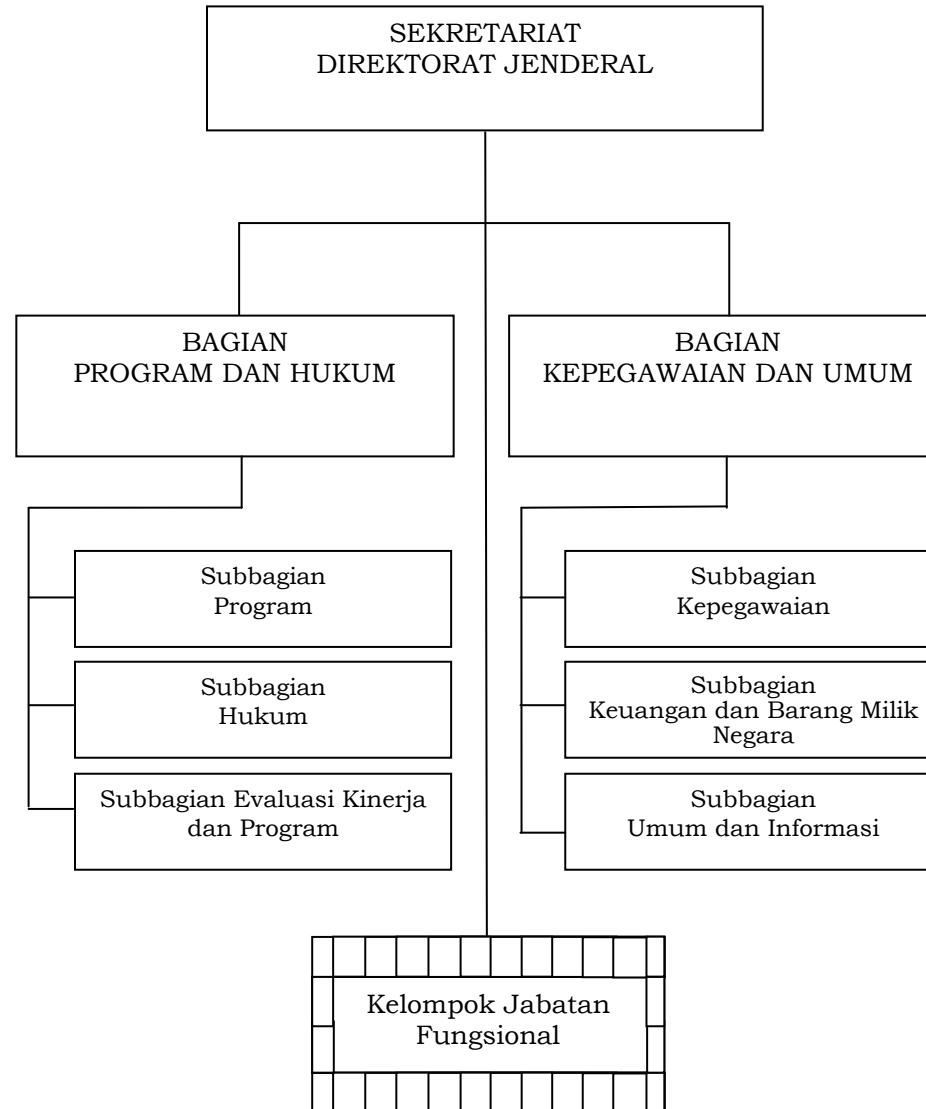 SEKRETARIAT
DIREKTORAT JENDERAL
BAGIAN
PROGRAM DAN HUKUM
BAGIAN
KEPEGAWAIAN DAN UMUM
Subbagian
Program
Subbagian
Hukum
Subbagian Evaluasi Kinerja
dan Program
Subbagian
Kepegawaian
Subbagian
Keuangan dan Barang Milik
Negara
Subbagian
Umum dan Informasi
Kelompok Jabatan
Fungsional